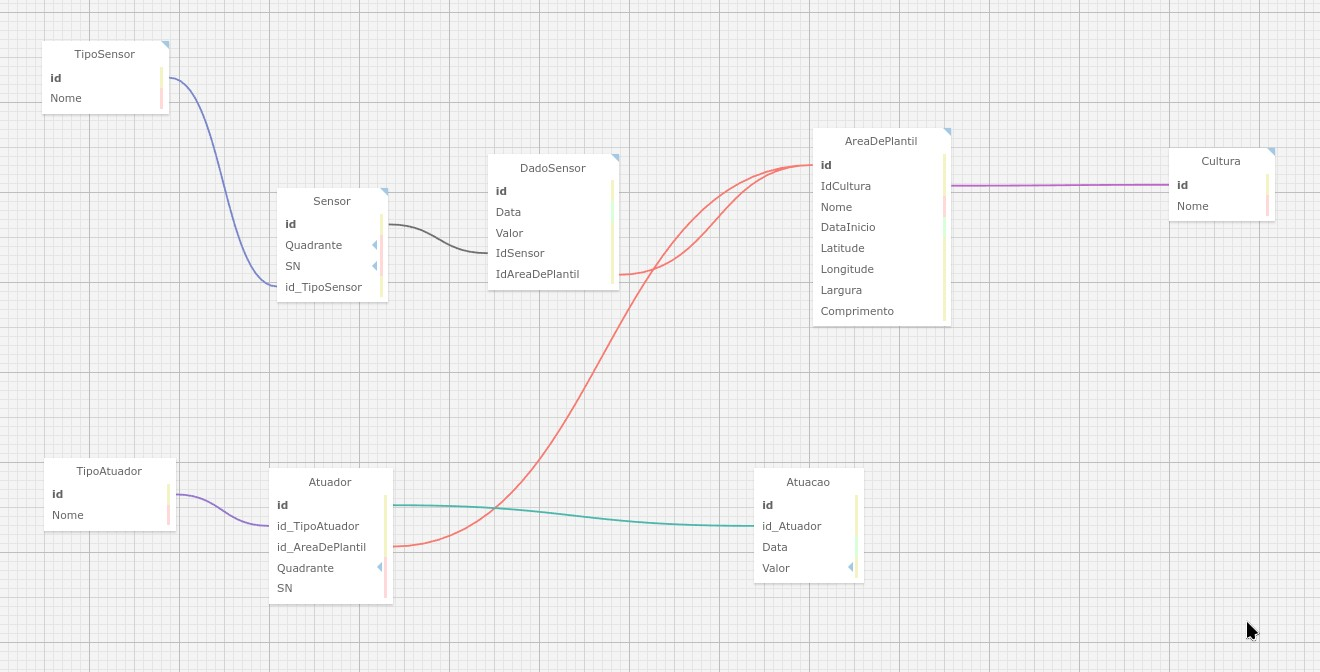 TipoSensor
id
Nome
Sensor
id
Quadrante
SN
id_TipoSensor
DadoSensor
id
Data
Valor
IdSensor
IdAreaDePlantil
AreaDePlantil
id
IdCultura
Nome
DataInicio
Latitude
Longitude
Largura
Comprimento
Cultura
id
Nome
TipoAtuador
id
Nome
Atuador
id
id_TipoAtuador
id_AreaDePlantil
Quadrante
SN
Atuacao
id
id_Atuador
Data
Valor